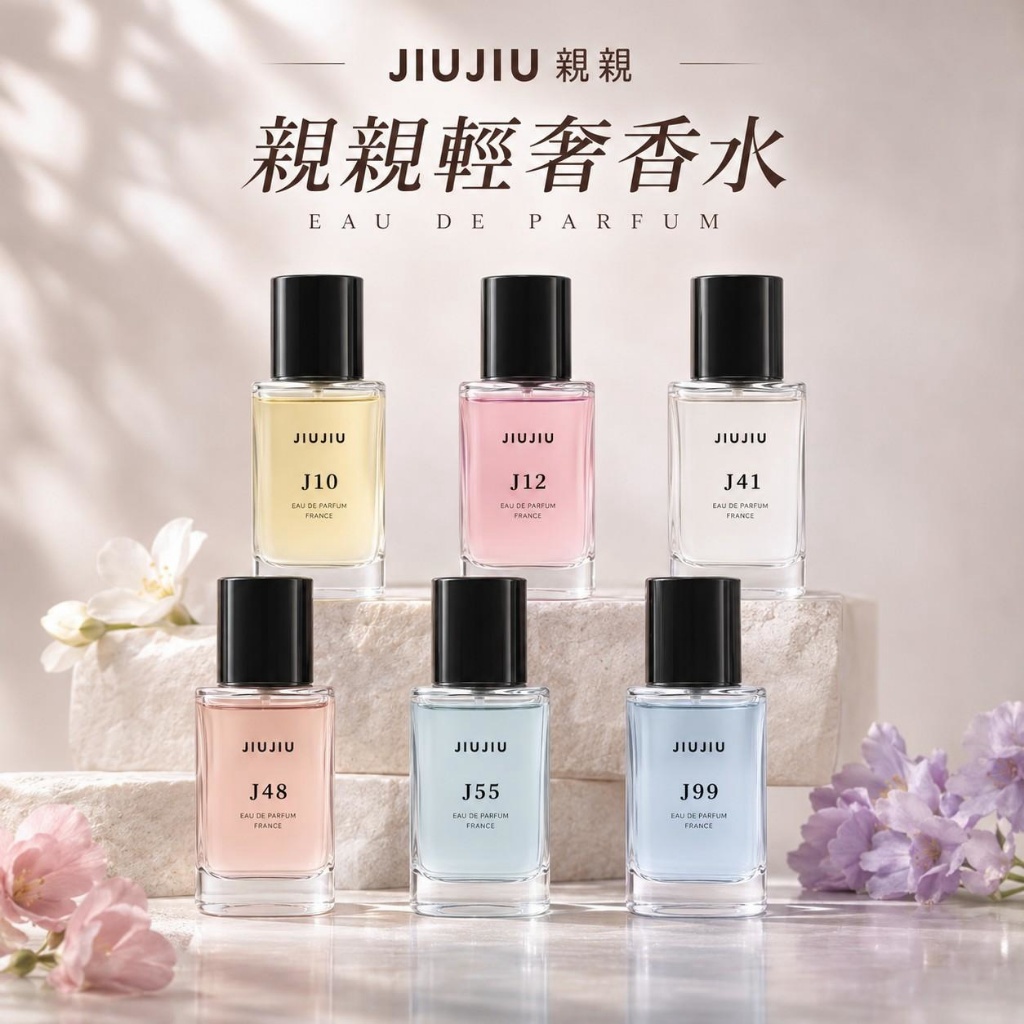 JIUJIU 親親
親親輕奢香水
EAU DE PARFUM
JIUJIU
J10
EAU DE PARFUM
FRANCE
JIUJIU
J12
EAU DE PARFUM
FRANCE
JIUJIU
J41
EAU DE PARFUM
FRANCE
JIUJIU
J48
EAU DE PARFUM
FRANCE
JIUJIU
J55
EAU DE PARFUM
FRANCE
JIUJIU
J99
EAU DE PARFUM
FRANCE